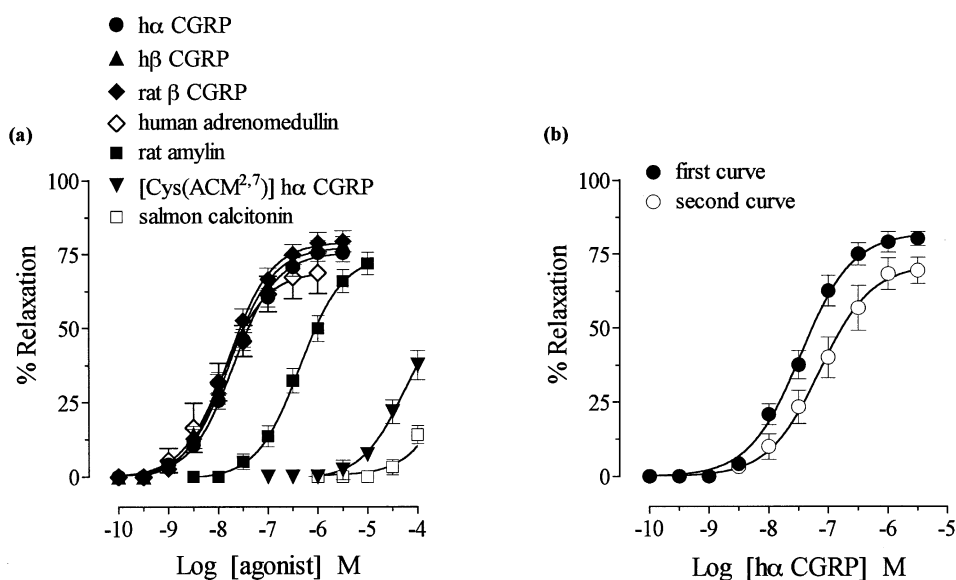 (a)
hα CGRP
hβ CGRP
rat β CGRP
human adrenomedullin
rat amylin
[Cys(ACM2,7)] hα CGRP
salmon calcitonin
100
75
50
25
0
% Relaxation
-10 -9 -8 -7 -6 -5 -4
Log [agonist] M
(b)
first curve
second curve
100
75
50
25
0
% Relaxation
-10 -9 -8 -7 -6 -5
Log [hα CGRP] M